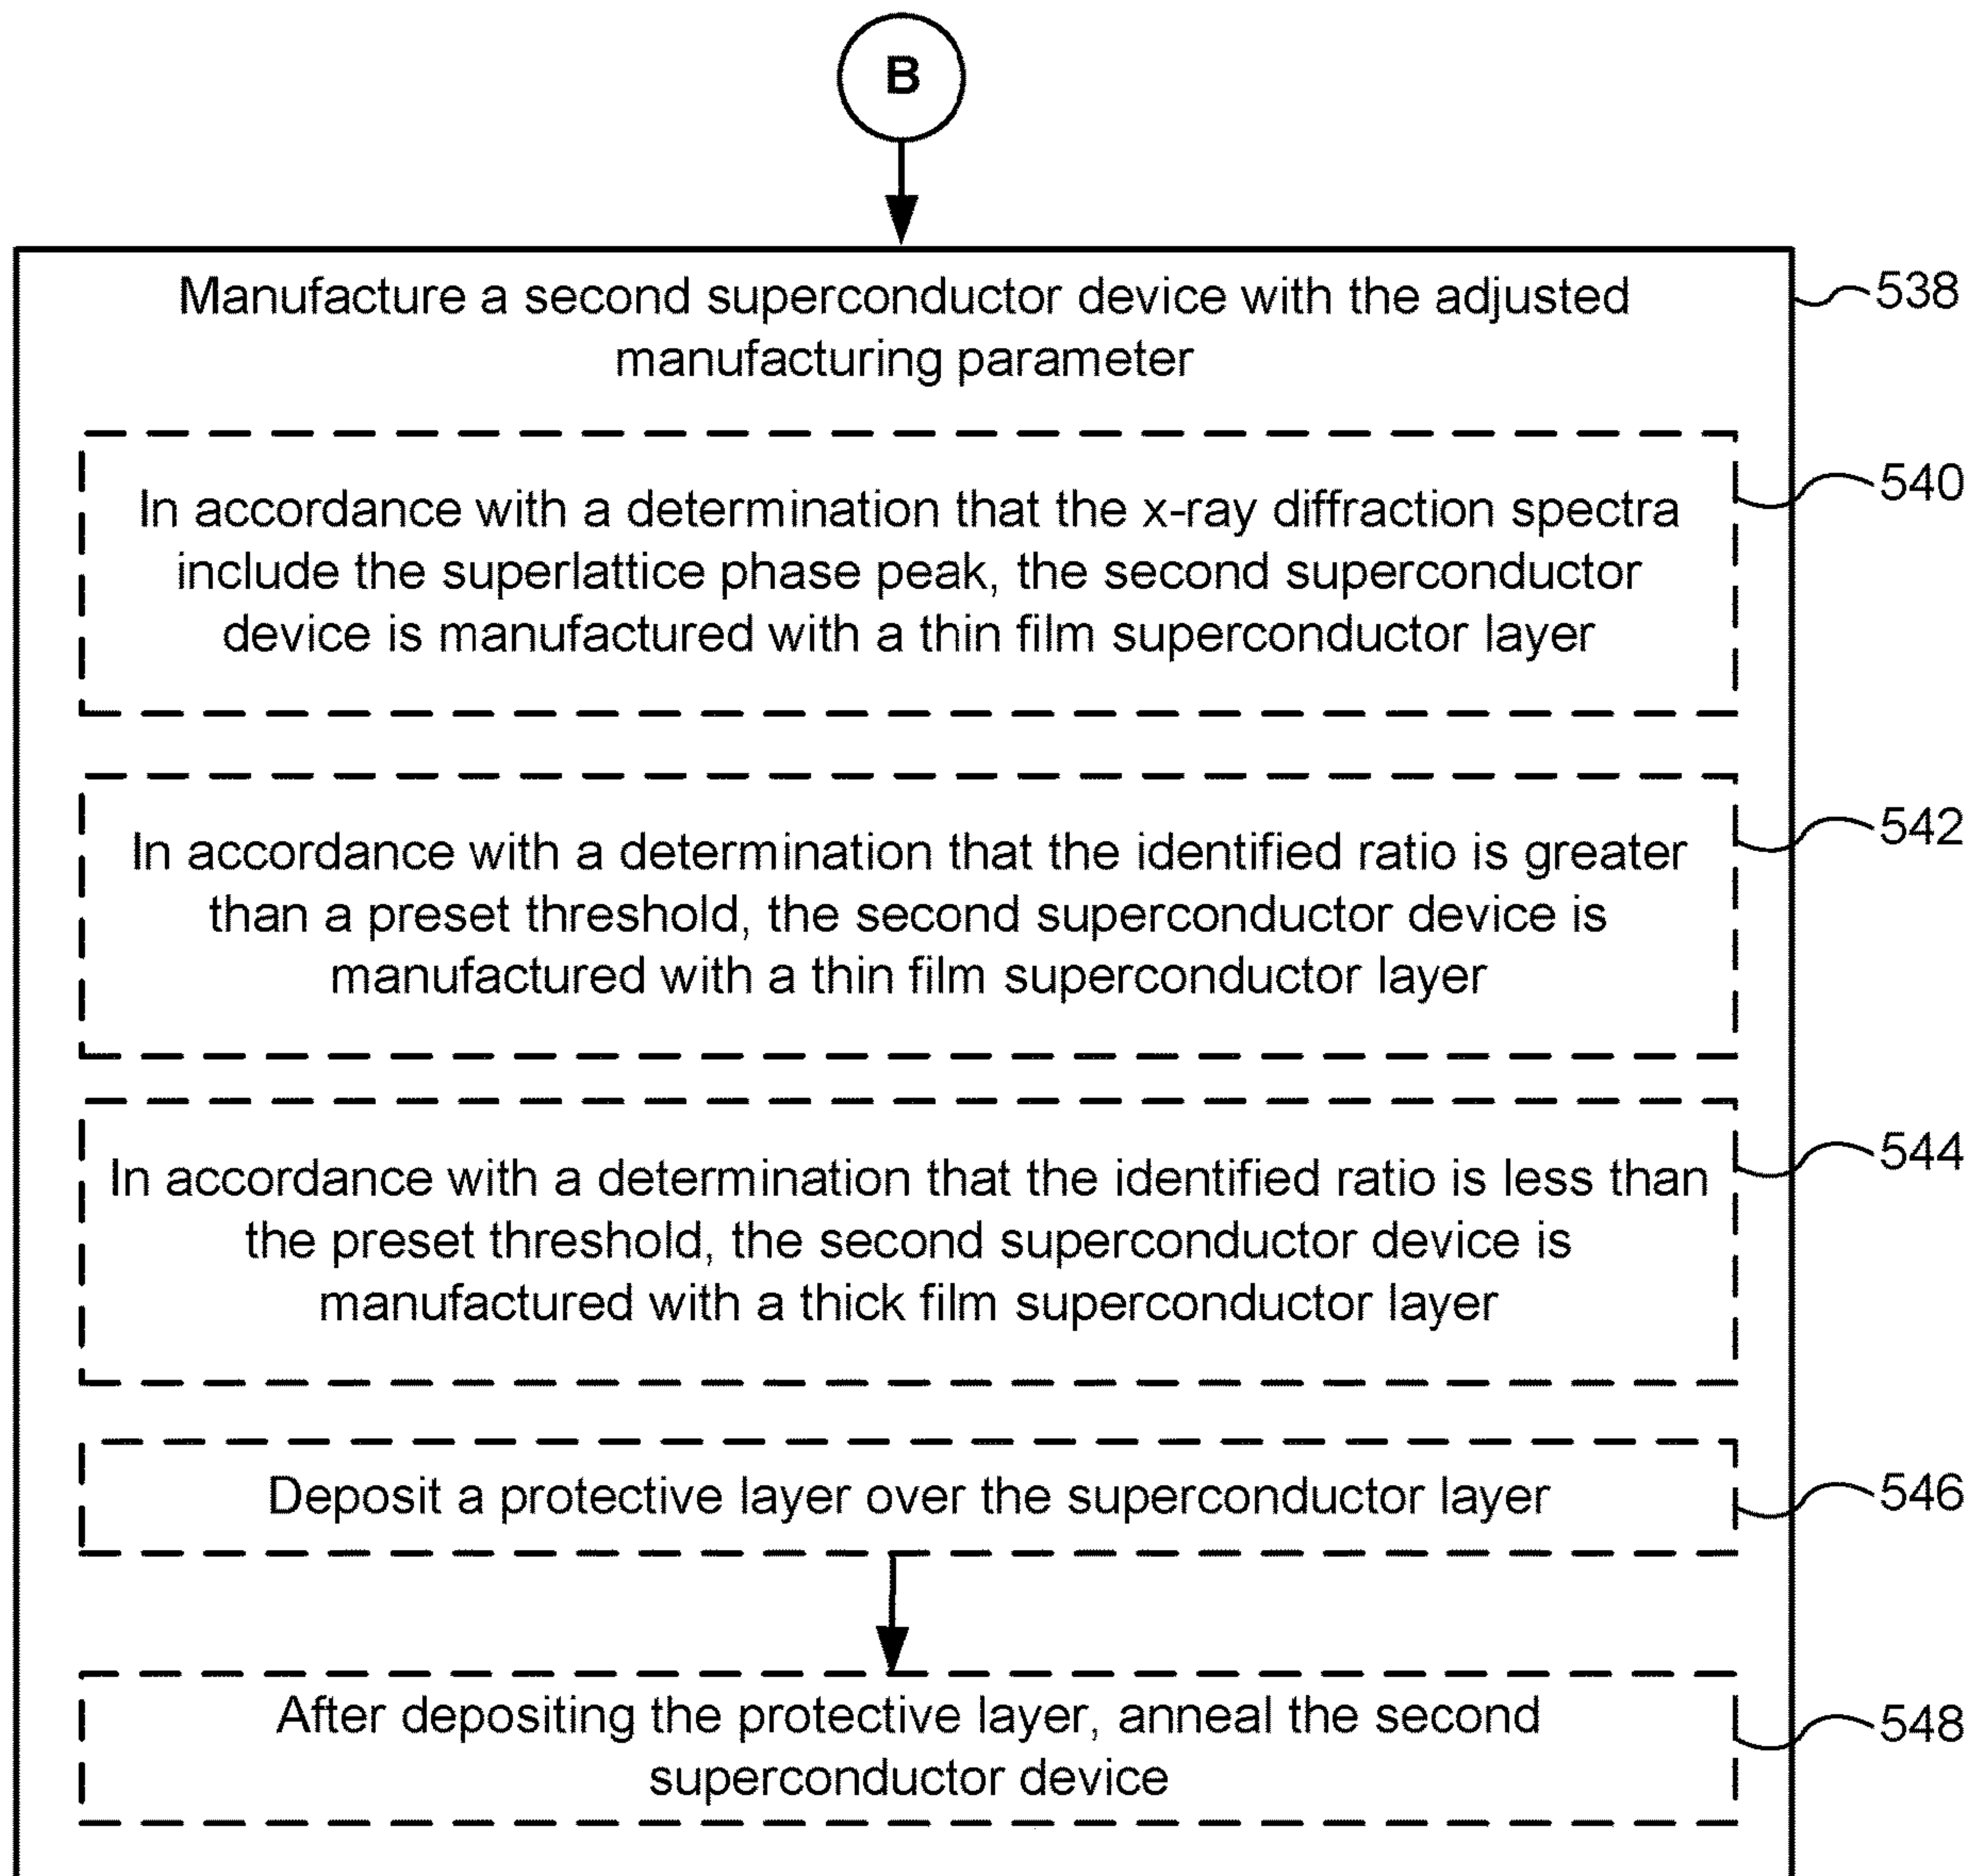 B
Manufacture a second superconductor device with the adjusted
manufacturing parameter
538
In accordance with a determination that the x-ray diffraction spectra
include the superlattice phase peak, the second superconductor
device is manufactured with a thin film superconductor layer
540
In accordance with a determination that the identified ratio is greater
than a preset threshold, the second superconductor device is
manufactured with a thin film superconductor layer
542
In accordance with a determination that the identified ratio is less than
the preset threshold, the second superconductor device is
manufactured with a thick film superconductor layer
544
Deposit a protective layer over the superconductor layer
546
After depositing the protective layer, anneal the second
superconductor device
548